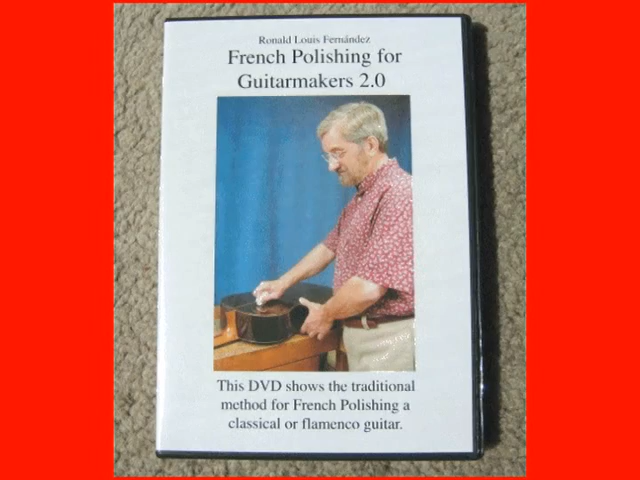 Ronald Louis Fernández
French Polishing for
Guitarmakers 2.0
This DVD shows the traditional
method for French Polishing a
classical or flamenco guitar.